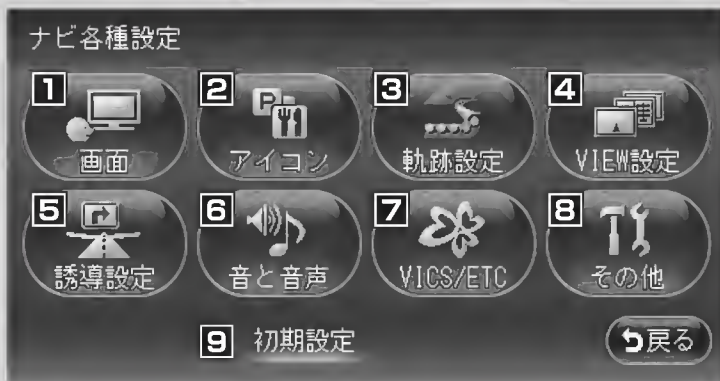 ナビ各種設定
1 2 3 4
P
画面 アイコン 軌跡設定 VIEW設定
5 6 7 8
誘導設定 音と音声 VICS/ETC その他
9 初期設定 戻る